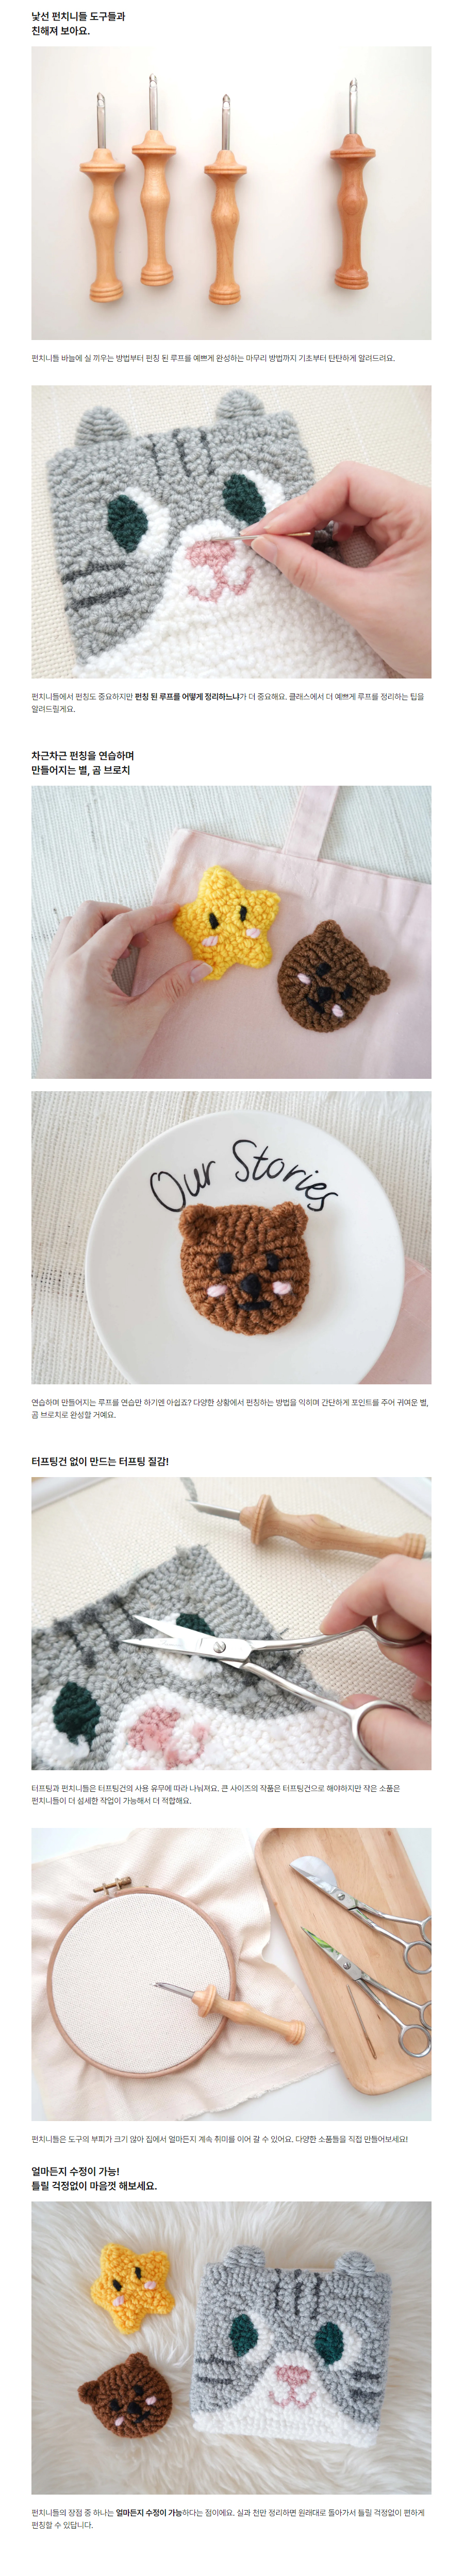 낯선 펀치니들 도구들과
친해져 보아요.
펀치니들 바늘에 실 끼우는 방법부터 펀칭 된 루프를 예쁘게 완성하는 마무리 방법까지 기초부터 탄탄하게 알려드려요.
펀치니들에서 펀칭도 중요하지만 펀칭 된 루프를 어떻게 정리하느냐가 더 중요해요. 클래스에서 더 예쁘게 루프를 정리하는 팁을
알려드릴게요.
차근차근 펀칭을 연습하며
만들어지는 별, 곰 브로치
Our Stories
연습하며 만들어지는 루프를 연습만 하기엔 아쉽죠? 다양한 상황에서 펀칭하는 방법을 익히며 간단하게 포인트를 주어 귀여운 별,
곰 브로치로 완성할 거예요.
터프팅건 없이 만드는 터프팅 질감!
터프팅과 펀치니들은 터프팅건의 사용 유무에 따라 나눠져요. 큰 사이즈의 작품은 터프팅건으로 해야하지만 작은 소품은
펀치니들이 더 섬세한 작업이 가능해서 더 적합해요.
펀치니들은 도구의 부피가 크기 않아 집에서 얼마든지 계속 취미를 이어 갈 수 있어요. 다양한 소품들을 직접 만들어보세요!
얼마든지 수정이 가능!
틀릴 걱정없이 마음껏 해보세요.
펀치니들의 장점 중 하나는 얼마든지 수정이 가능하다는 점이에요. 실과 천만 정리하면 원래대로 돌아가서 틀릴 걱정없이 편하게
펀칭할 수 있답니다.